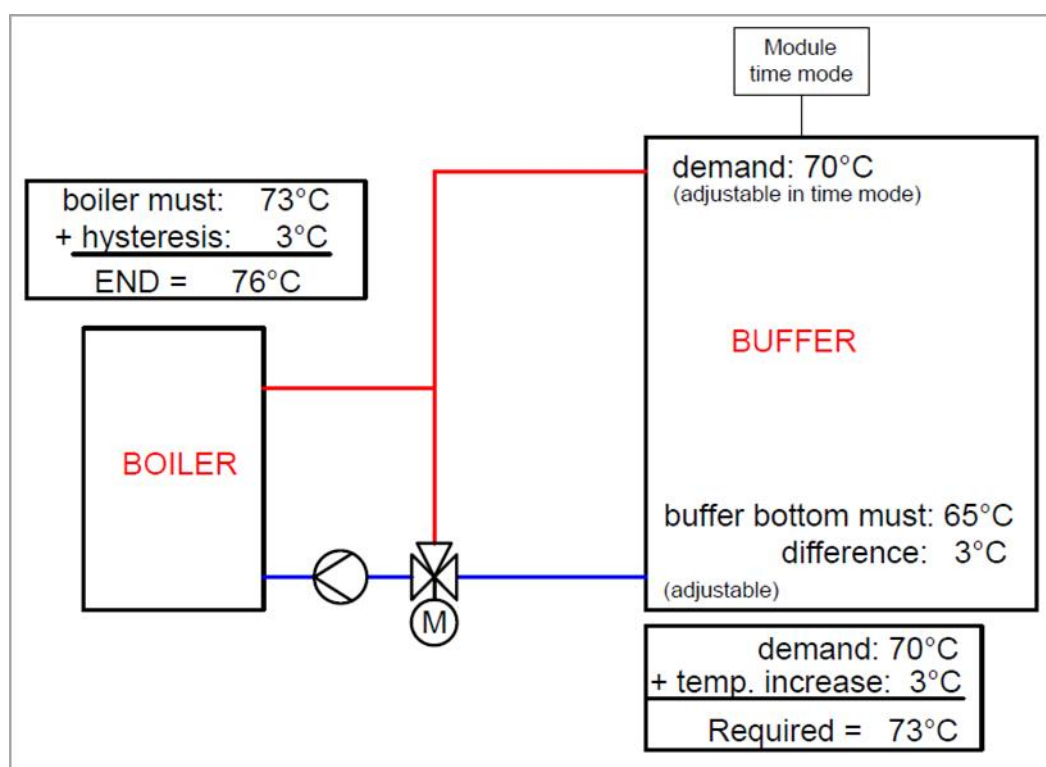 Module
time mode
demand: 70°C
(adjustable in time mode)
boiler must: 73°C
+ hysteresis: 3°C
END = 76°C
BUFFER
BOILER
buffer bottom must: 65°C
difference: 3°C
(adjustable)
M
demand: 70°C
+ temp. increase: 3°C
Required = 73°C